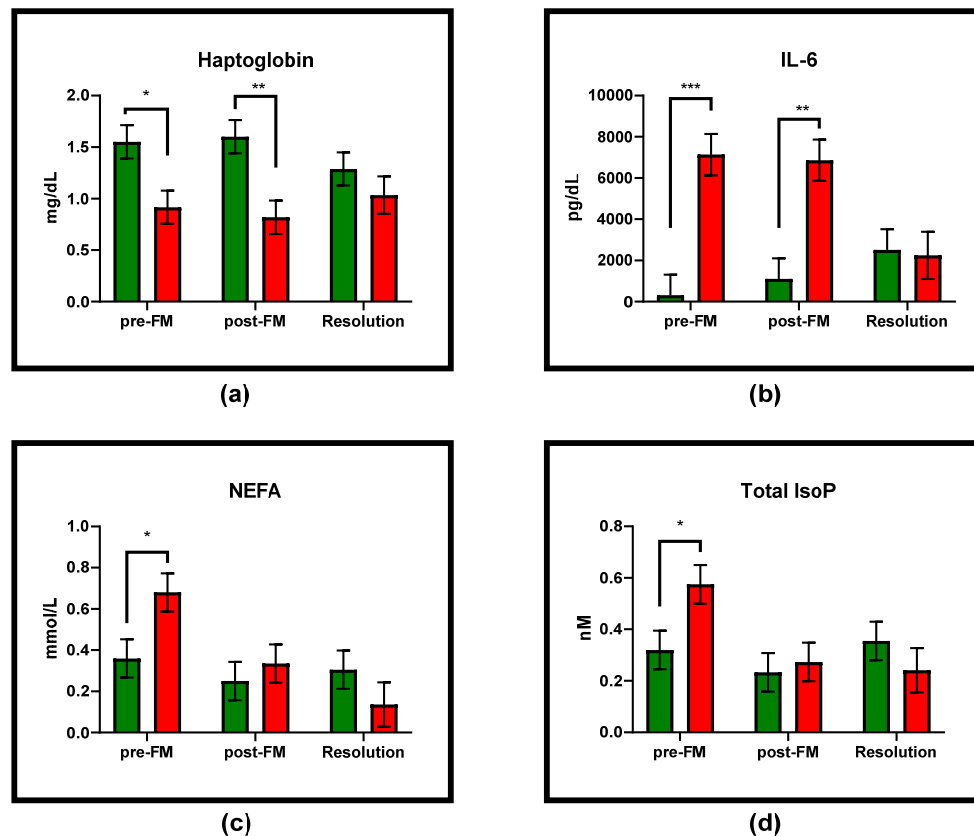 Haptoglobin
*
**
2.0
1.5
1.0
0.5
0.0
mg/dL
pre-FM post-FM Resolution
(a)
IL-6
***
**
10000
8000
6000
4000
2000
0
pg/dL
pre-FM post-FM Resolution
(b)
NEFA
*
1.0
0.8
0.6
0.4
0.2
0.0
mmol/L
pre-FM post-FM Resolution
(c)
Total IsoP
*
0.8
0.6
0.4
0.2
0.0
nM
pre-FM post-FM Resolution
(d)